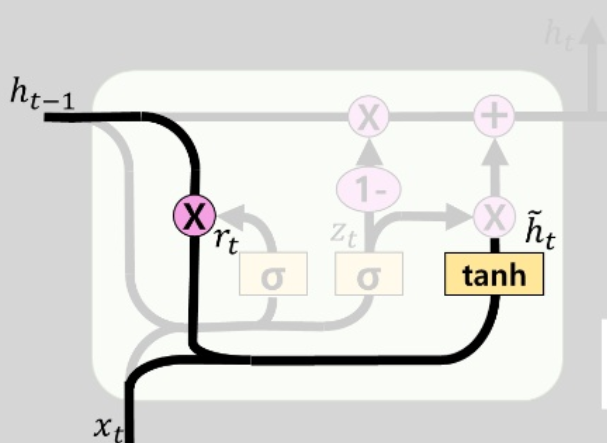 h_t
h_{t-1}
X
+
1-
X
r_t
z_t
X
h̃_t
σ
σ
tanh
x_t